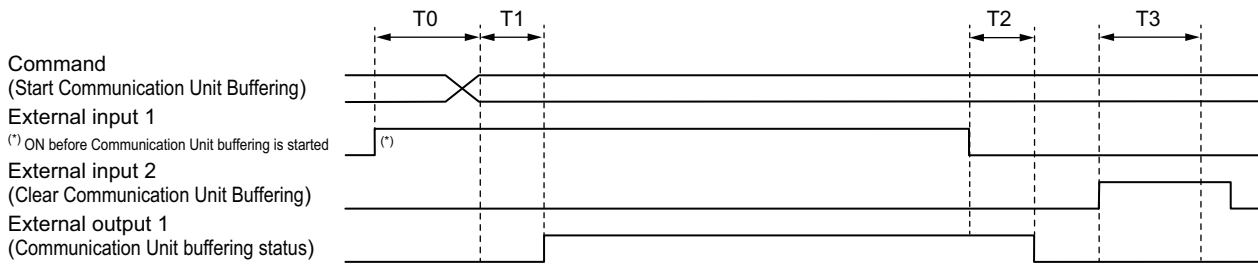 T0 T1 T2 T3
Command
(Start Communication Unit Buffering)
External input 1
(*) ON before Communication Unit buffering is started (*)
External input 2
(Clear Communication Unit Buffering)
External output 1
(Communication Unit buffering status)